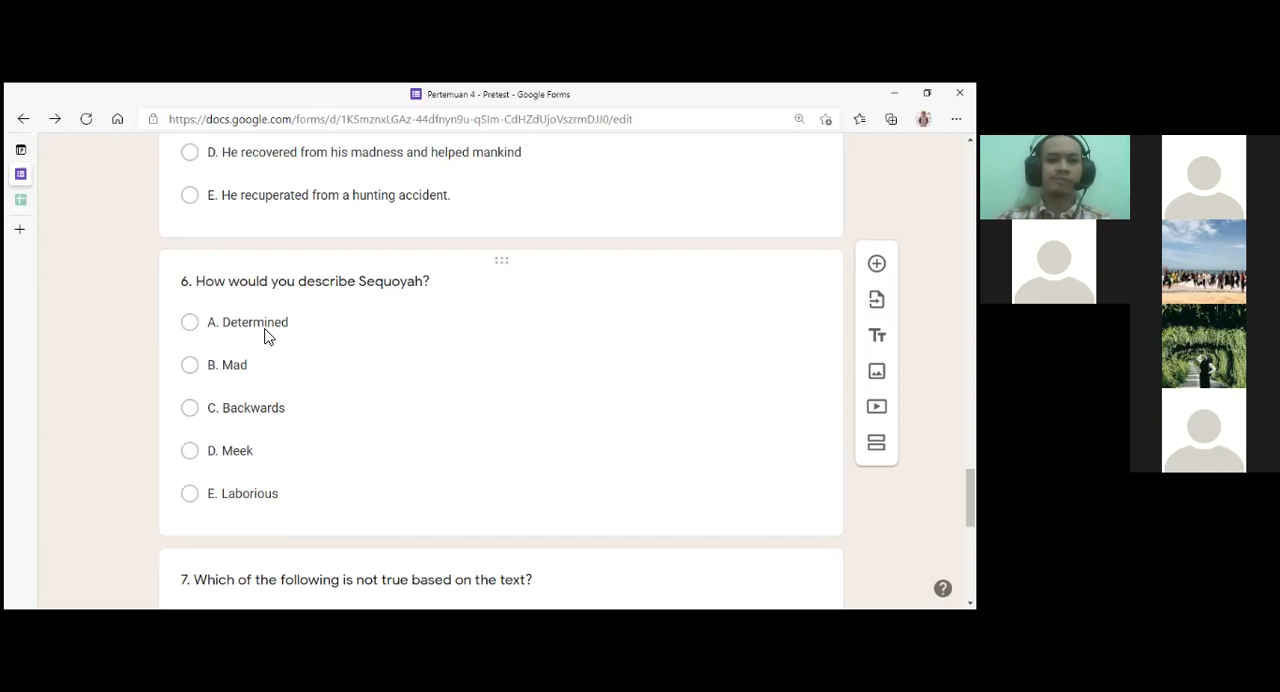 Pertemuan 4 - Pretest - Google Forms
https://docs.google.com/forms/d/1KSmznxLGAz-44dfnyn9u-qSIm-CdHZdUjoVszrmDJJ0/edit
D. He recovered from his madness and helped mankind
E. He recuperated from a hunting accident.
6. How would you describe Sequoyah?
A. Determined
B. Mad
C. Backwards
D. Meek
E. Laborious
7. Which of the following is not true based on the text?